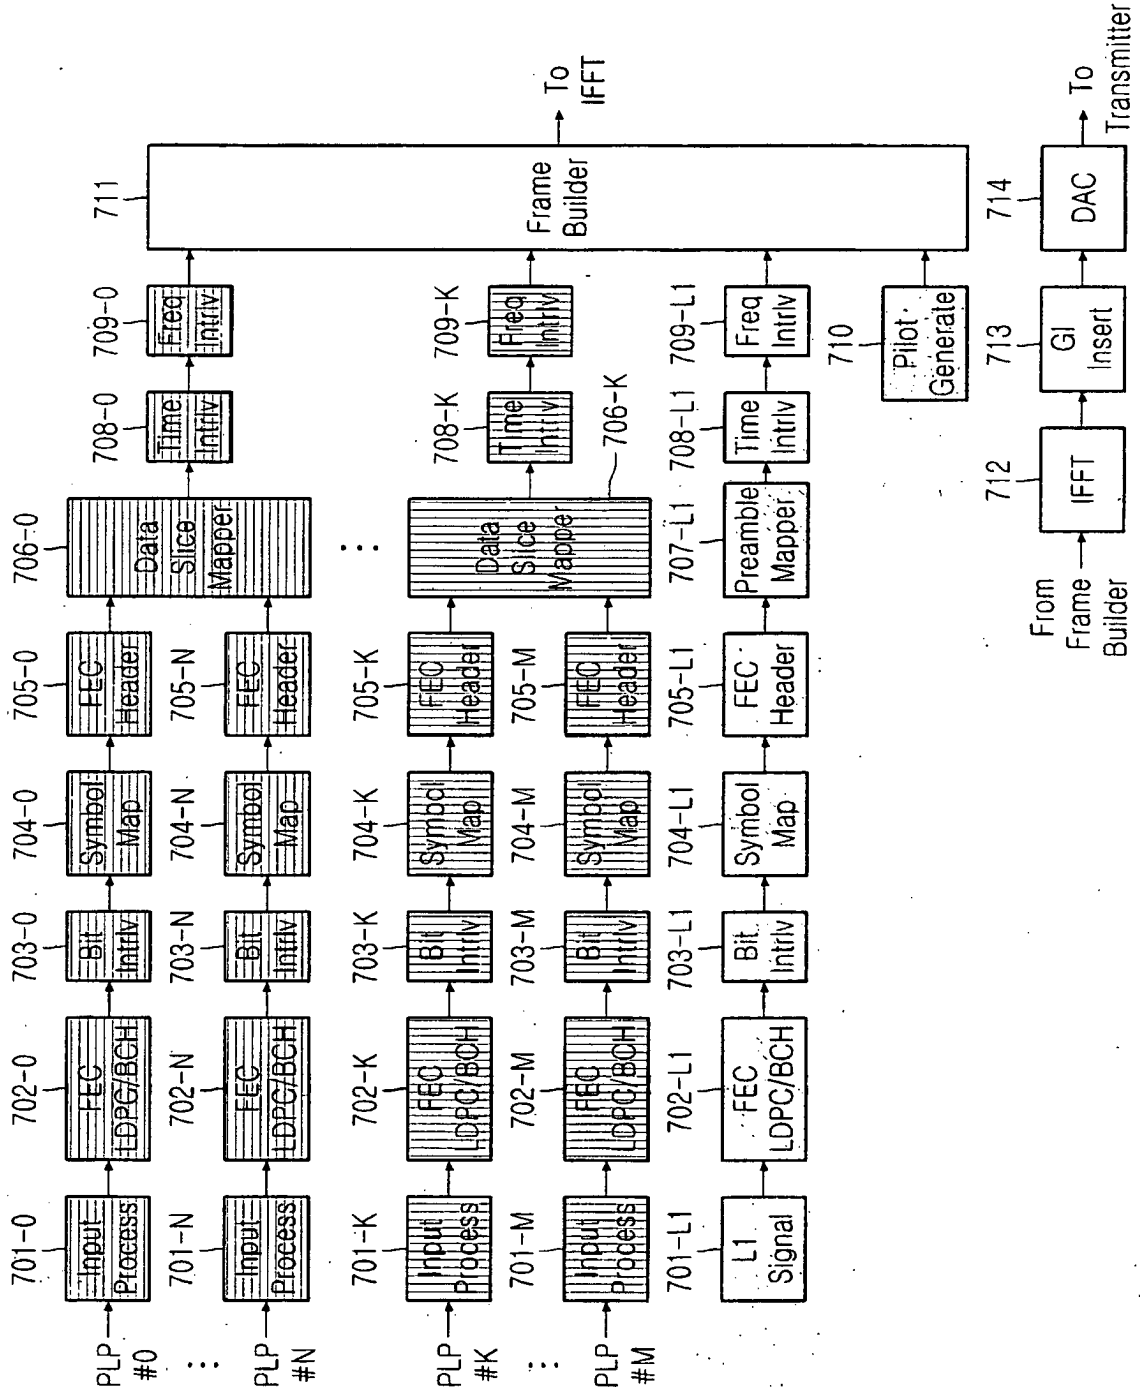 PLP
#0
701-0
Input
Process
702-0
FEC
LDPC/BCH
703-0
Bit
Intrlv
704-0
Symbol
Map
705-0
FEC
Header
706-0
Data
Slice
Mapper
708-0
Time
Intrlv
709-0
Freq
Intrlv
711
Frame
Builder
To
IFFT
PLP
#N
701-N
Input
Process
702-N
FEC
LDPC/BCH
703-N
Bit
Intrlv
704-N
Symbol
Map
705-N
FEC
Header
PLP
#K
701-K
Input
Process
702-K
FEC
LDPC/BCH
703-K
Bit
Intrlv
704-K
Symbol
Map
705-K
FEC
Header
Data
Slice
Mapper
706-K
708-K
Time
Intrlv
709-K
Freq
Intrlv
PLP
#M
701-M
Input
Process
702-M
FEC
LDPC/BCH
703-M
Bit
Intrlv
704-M
Symbol
Map
705-M
FEC
Header
701-L1
L1
Signal
702-L1
FEC
LDPC/BCH
703-L1
Bit
Intrlv
704-L1
Symbol
Map
705-L1
FEC
Header
707-L1
Preamble
Mapper
708-L1
Time
Intrlv
709-L1
Freq
Intrlv
710
Pilot
Generate
From
Frame
Builder
712
IFFT
713
GI
Insert
714
DAC
To
Transmitter